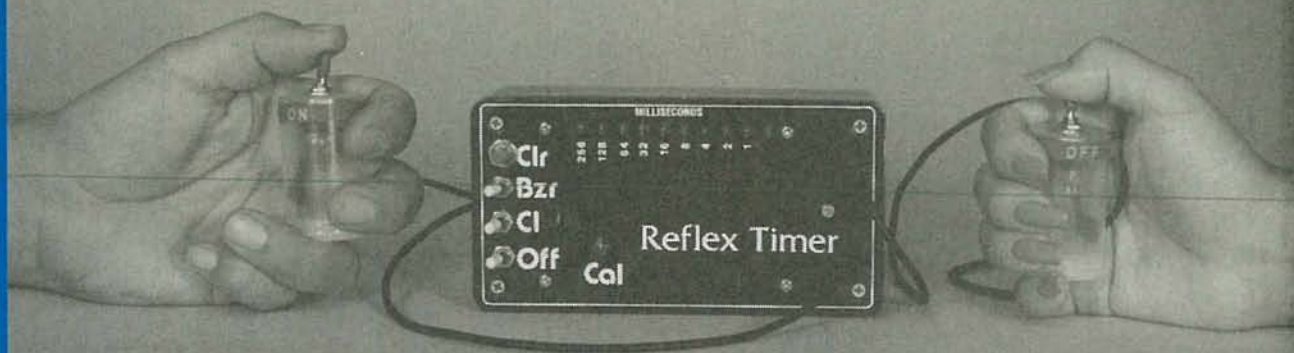 MILLISECONDS
256 128 64 32 16 8 4 2 1
Clr
Bzr
Cl
Off
Cal
Reflex Timer
ON
OFF